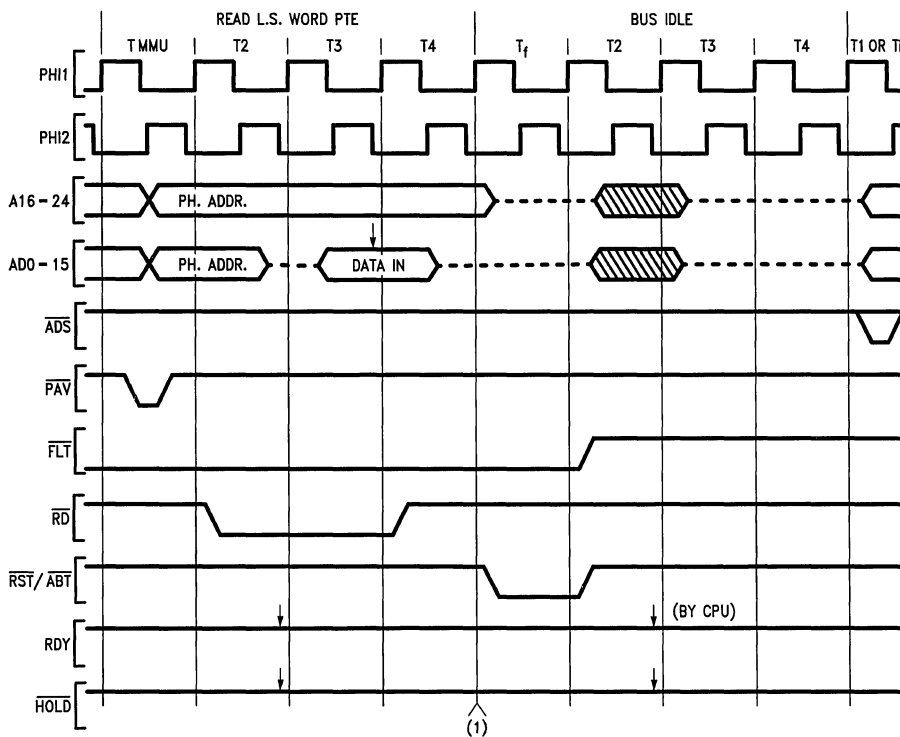 READ L.S. WORD PTE BUS IDLE
T MMU T2 T3 T4 Tf T2 T3 T4 T1 OR Ti
PHI1
PHI2
A16-24 PH. ADDR.
AD0-15 PH. ADDR. DATA IN
ADS
PAV
FLT
RD
RST/ABT
(BY CPU)
RDY
HOLD
(1)